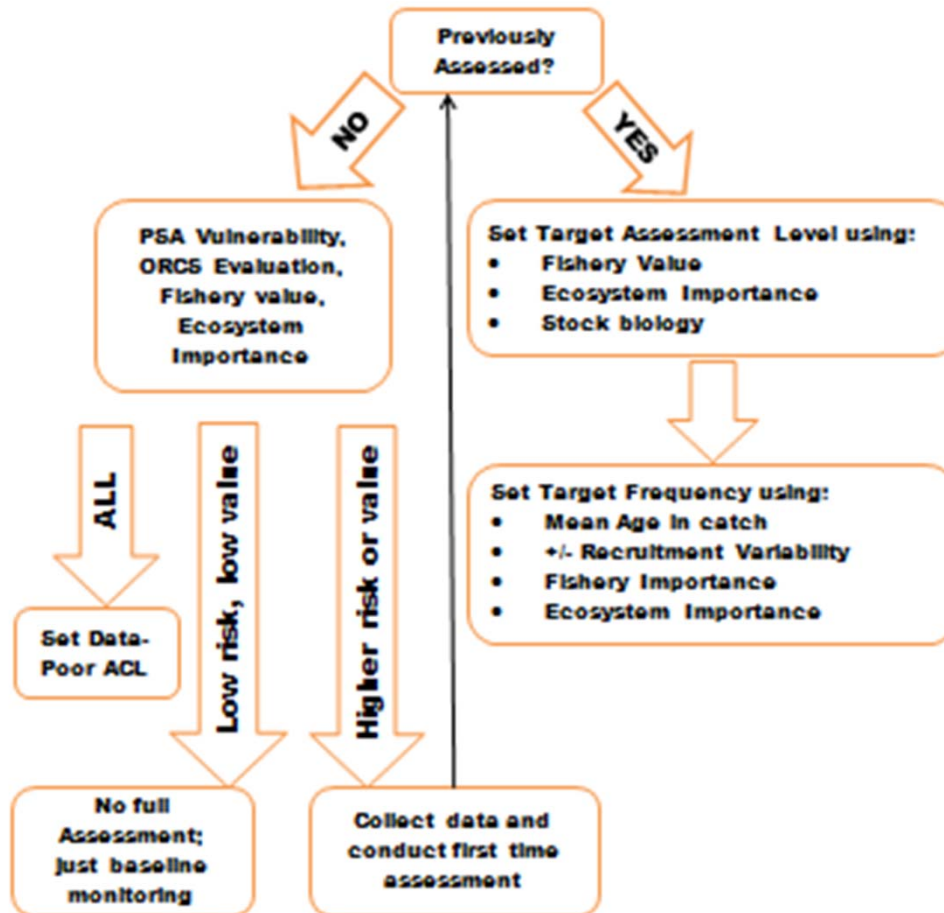 Previously
Assessed?
NO
YES
PSA Vulnerability,
ORCS Evaluation,
Fishery value,
Ecosystem
Importance
Set Target Assessment Level using:
• Fishery Value
• Ecosystem Importance
• Stock biology
ALL
Low risk, low value
Higher risk or value
Set Target Frequency using:
• Mean Age in catch
• +/- Recruitment Variability
• Fishery Importance
• Ecosystem Importance
Set Data-
Poor ACL
No full
Assessment;
just baseline
monitoring
Collect data and
conduct first time
assessment